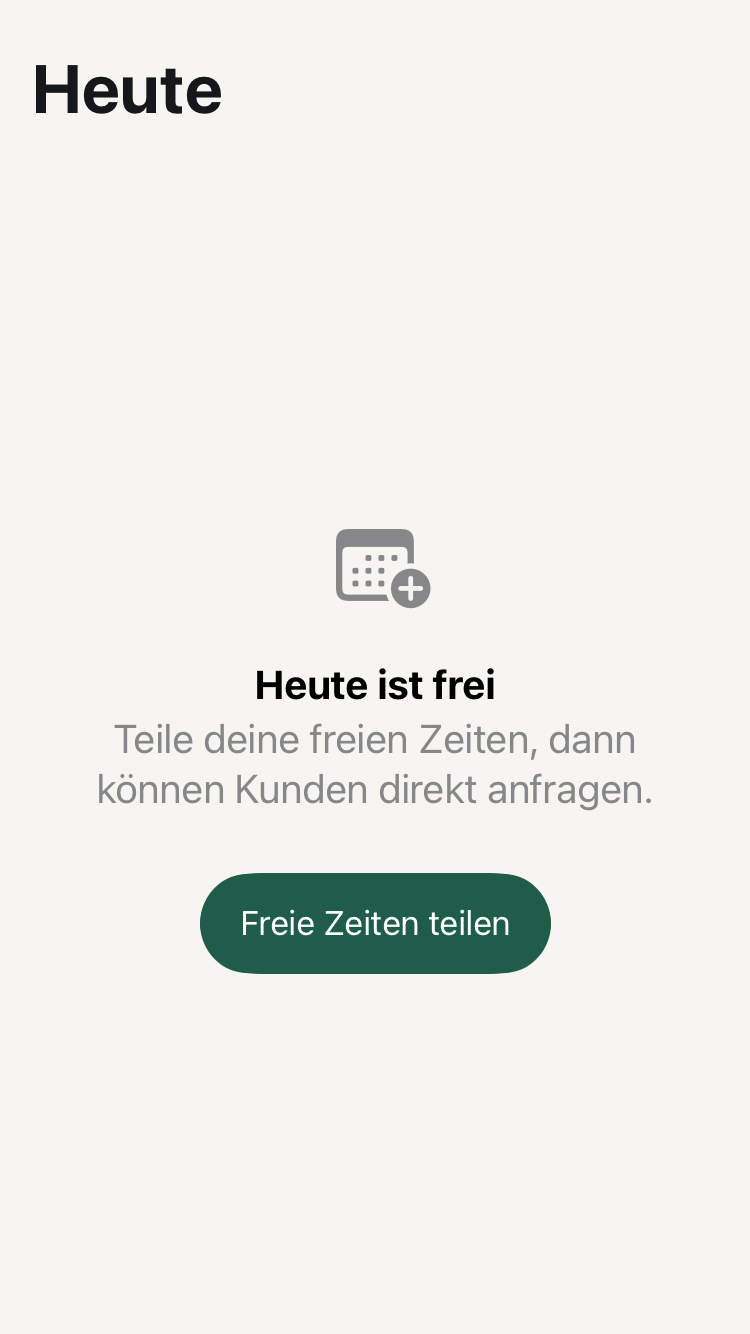 Heute
Heute ist frei
Teile deine freien Zeiten, dann
können Kunden direkt anfragen.
Freie Zeiten teilen